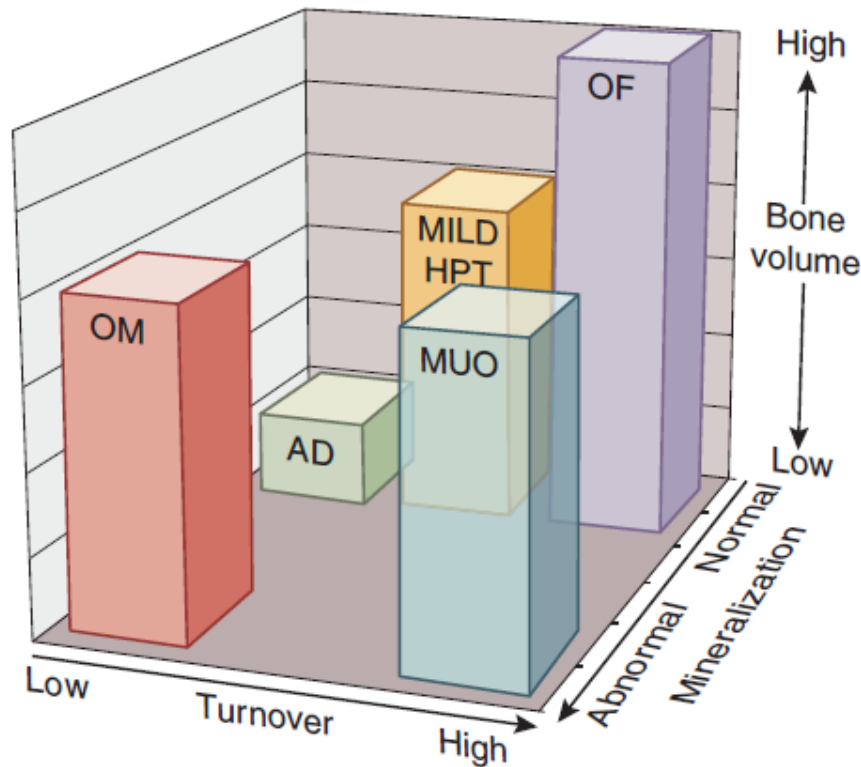 High
OF
MILD
HPT
Bone
volume
OM
MUO
AD
Low
Normal
Mineralization
Abnormal
Low
Turnover
High